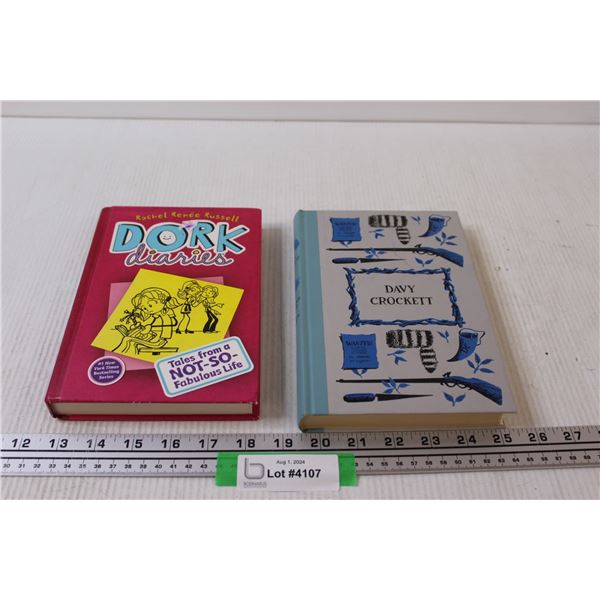 Rachel Renée Russell
DORK
diaries
#1 New
York Times
Bestselling
Series
Tales from a
NOT-SO-
Fabulous Life
WANTED
DAVY
CROCKETT
WANTED
12 13 14 15 16 17 18 19 20 21 22 23 24 25 26 27
Aug 1, 2024
Lot #4107